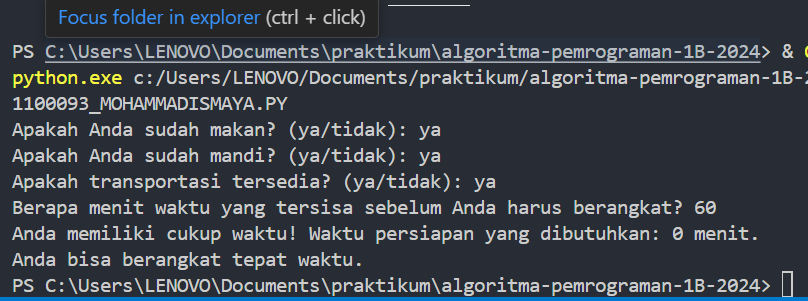 Focus folder in explorer (ctrl + click)
PS C:\Users\LENOVO\Documents\praktikum\algoritma-pemrograman-1B-2024> &
python.exe c:/Users/LENOVO/Documents/praktikum/algoritma-pemrograman-1B-2
1100093_MOHAMMADISMAYA.PY
Apakah Anda sudah makan? (ya/tidak): ya
Apakah Anda sudah mandi? (ya/tidak): ya
Apakah transportasi tersedia? (ya/tidak): ya
Berapa menit waktu yang tersisa sebelum Anda harus berangkat? 60
Anda memiliki cukup waktu! Waktu persiapan yang dibutuhkan: 0 menit.
Anda bisa berangkat tepat waktu.
PS C:\Users\LENOVO\Documents\praktikum\algoritma-pemrograman-1B-2024>